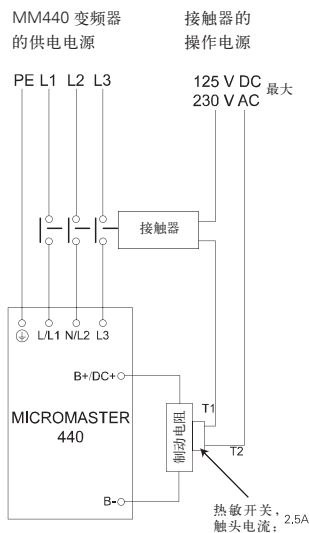 MM440 变频器
的供电电源
接触器的
操作电源
PE L1 L2 L3
125 V DC
230 V AC
最大
接触器
L/L1 N/L2 L3
B+/DC+
MICROMASTER
440
制动电阻
T1
T2
B-
热敏开关，
触头电流：2.5A